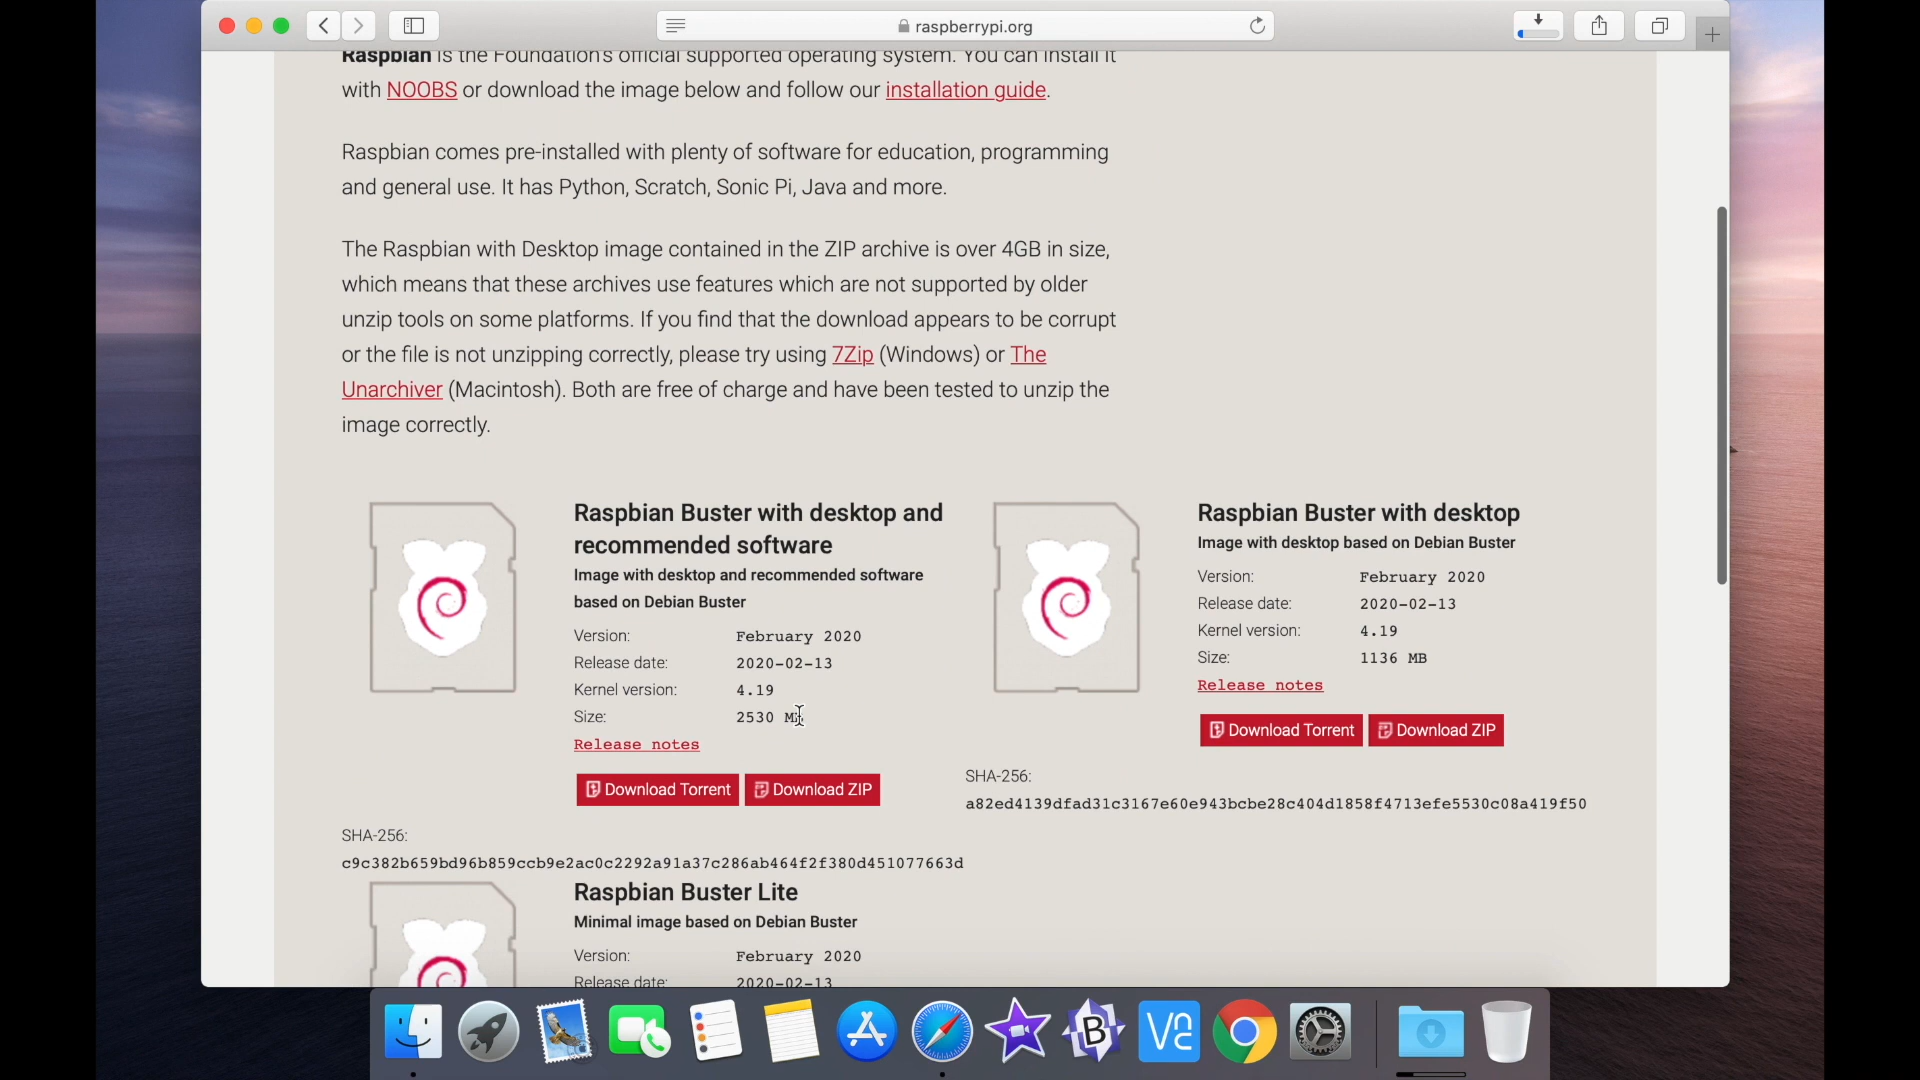 raspberrypi.org
Raspbian is the Foundation's official supported operating system. You can install it
with NOOBS or download the image below and follow our installation guide.
Raspbian comes pre-installed with plenty of software for education, programming
and general use. It has Python, Scratch, Sonic Pi, Java and more.
The Raspbian with Desktop image contained in the ZIP archive is over 4GB in size,
which means that these archives use features which are not supported by older
unzip tools on some platforms. If you find that the download appears to be corrupt
or the file is not unzipping correctly, please try using 7Zip (Windows) or The
Unarchiver (Macintosh). Both are free of charge and have been tested to unzip the
image correctly.
Raspbian Buster with desktop and
recommended software
Image with desktop and recommended software
based on Debian Buster
Version: February 2020
Release date: 2020-02-13
Kernel version: 4.19
Size: 2530 MB
Release notes
Download Torrent Download ZIP
SHA-256:
c9c382b659bd96b859ccb9e2ac0c2292a91a37c286ab464f2f380d451077663d
Raspbian Buster with desktop
Image with desktop based on Debian Buster
Version: February 2020
Release date: 2020-02-13
Kernel version: 4.19
Size: 1136 MB
Release notes
Download Torrent Download ZIP
SHA-256:
a82ed4139dfad31c3167e60e943bcbe28c404d1858f4713efe5530c08a419f50
Raspbian Buster Lite
Minimal image based on Debian Buster
Version: February 2020
Release date: 2020-02-13
B
VNC